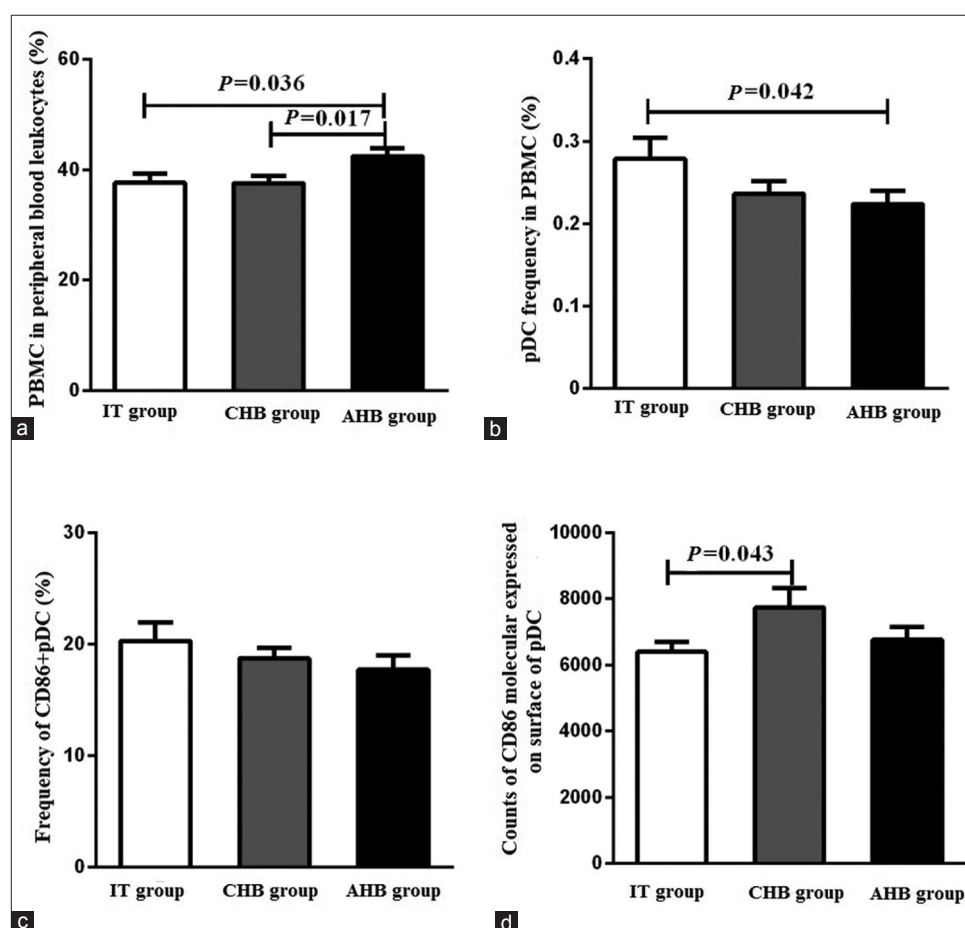 PBMC in peripheral blood leukocytes (%)
60
40
20
0
P=0.036
P=0.017
IT group
CHB group
AHB group
a
pDC frequency in PBMC (%)
0.4
0.3
0.2
0.1
0
P=0.042
IT group
CHB group
AHB group
b
Frequency of CD86+pDC (%)
30
20
10
0
IT group
CHB group
AHB group
c
Counts of CD86 molecular expressed
on surface of pDC
10000
8000
6000
4000
2000
0
P=0.043
IT group
CHB group
AHB group
d